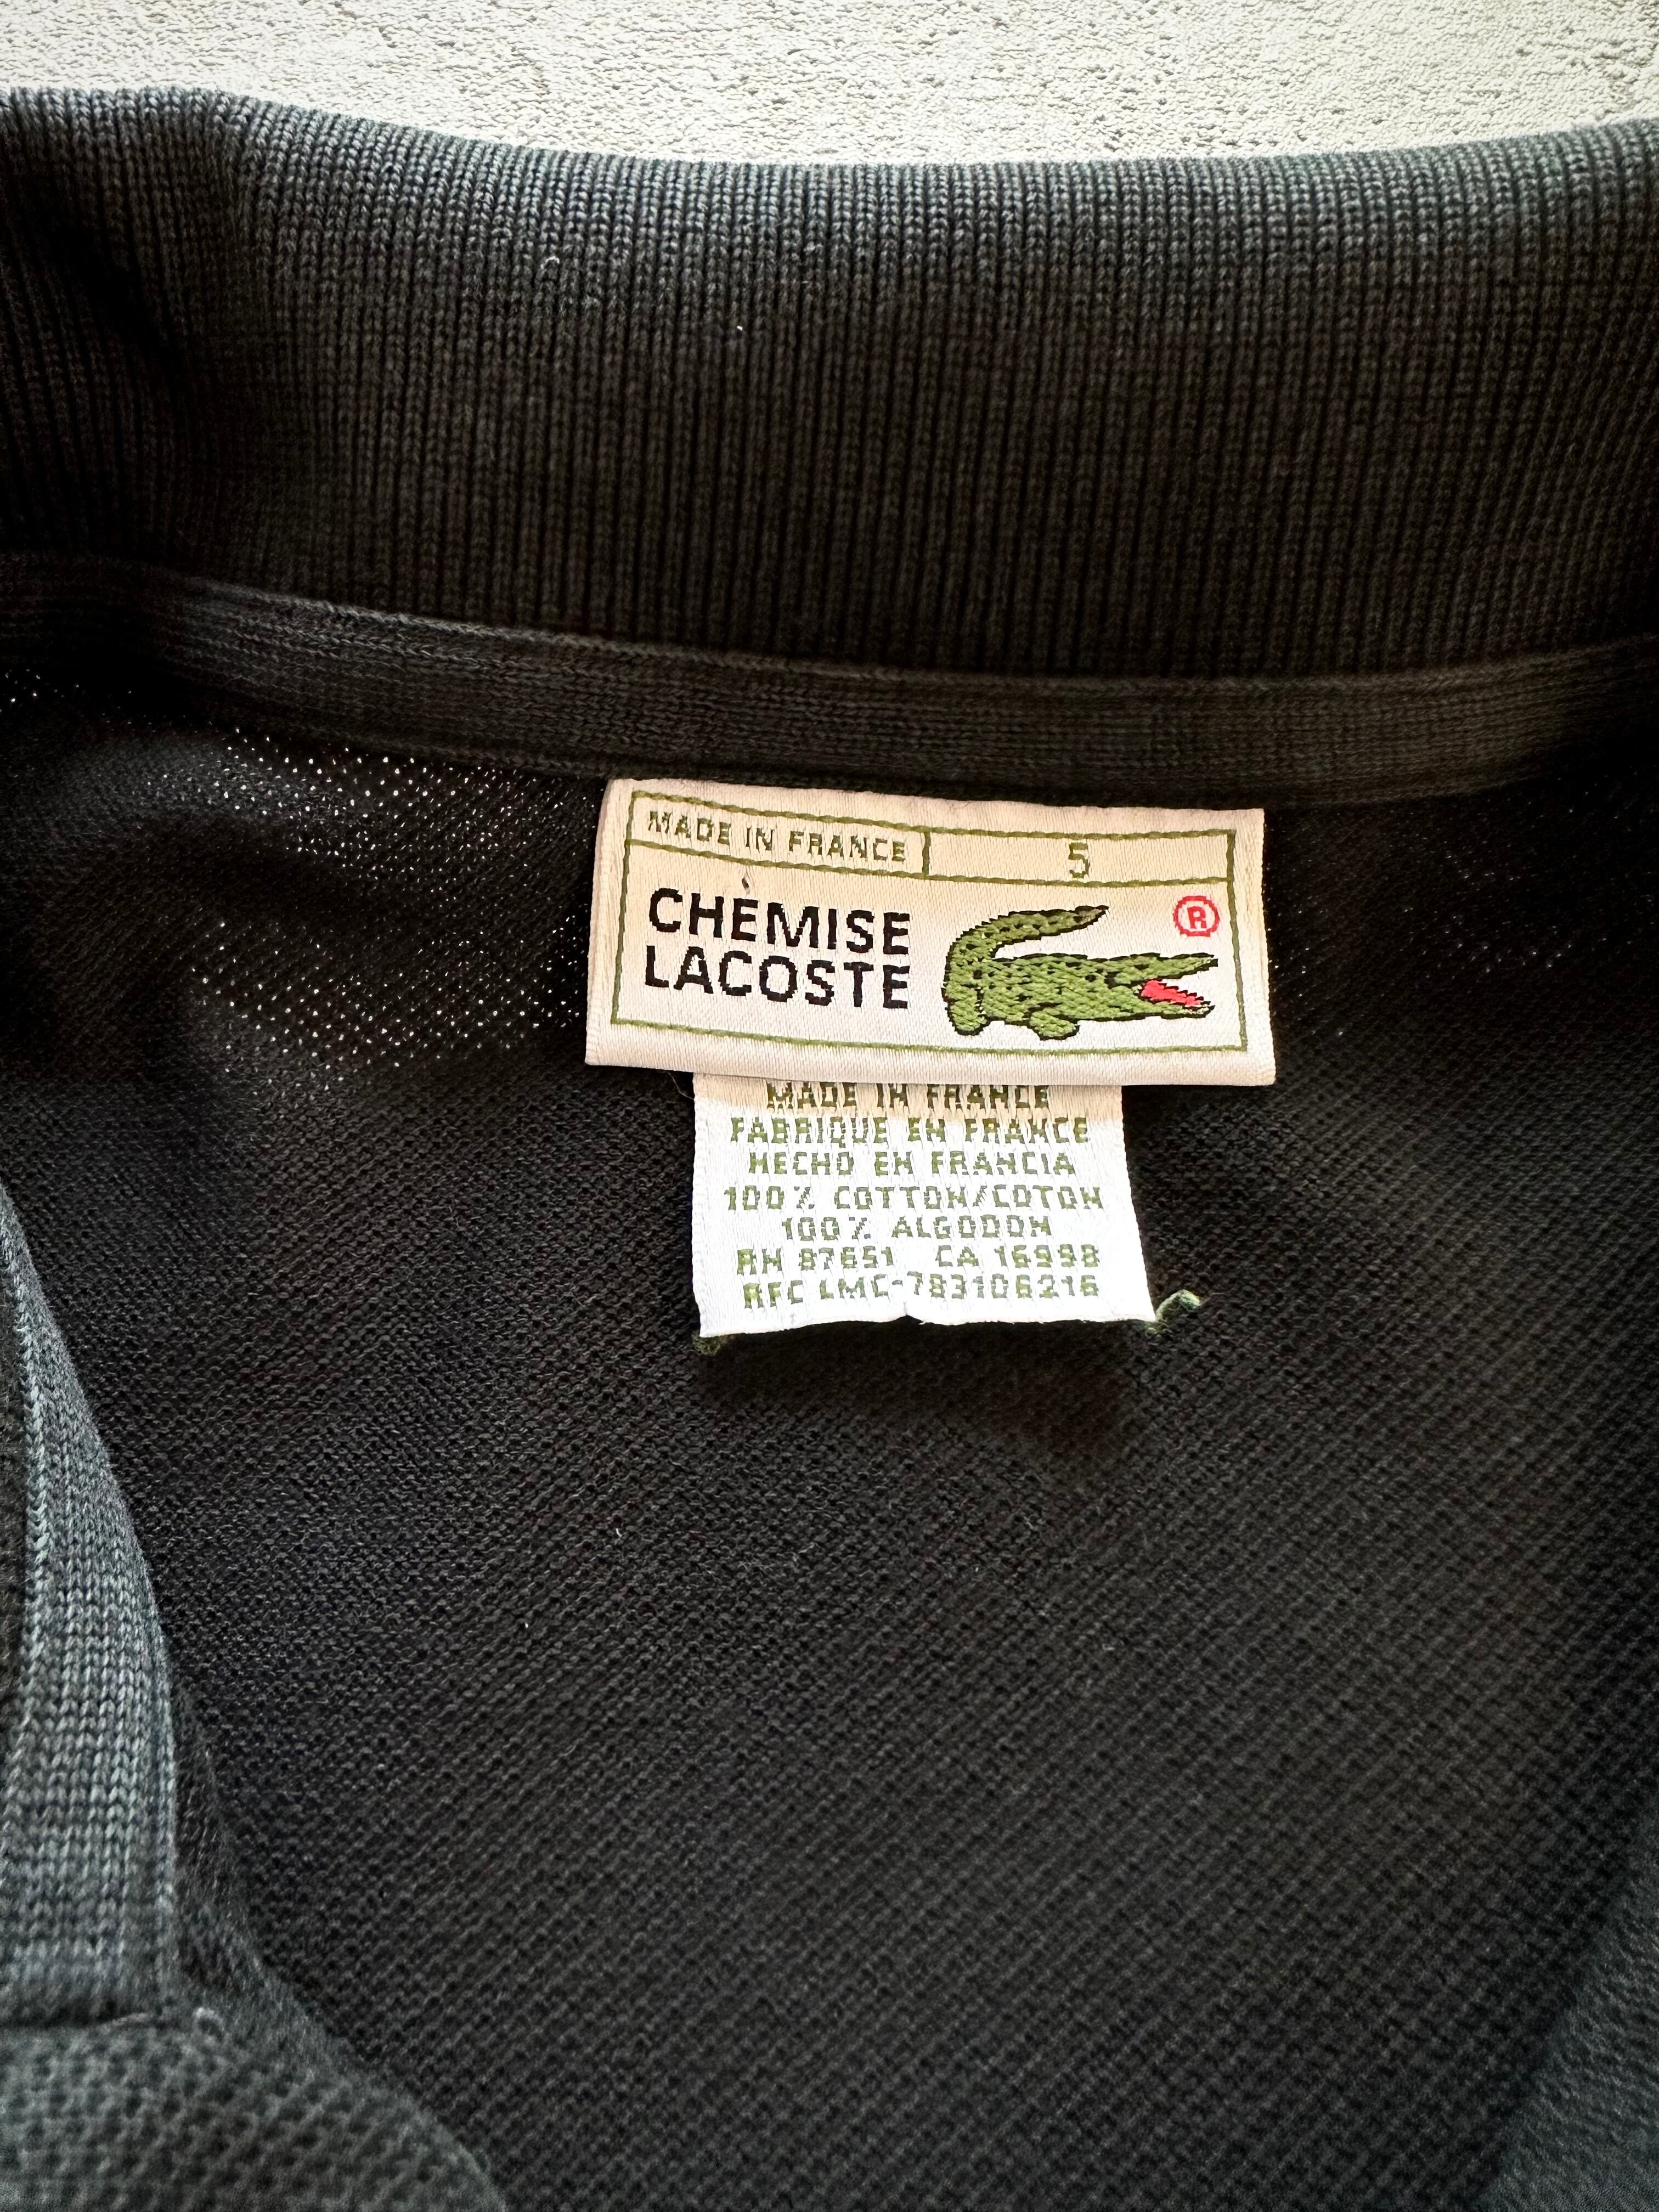 MADE IN FRANCE 5
CHEMISE
LACOSTE
®
MADE IN FRANCE
FABRIQUE EN FRANCE
HECHO EN FRANCIA
100% COTTON/COTON
100% ALGODON
RN 87651 CA 16998
RFC LMC-783106216